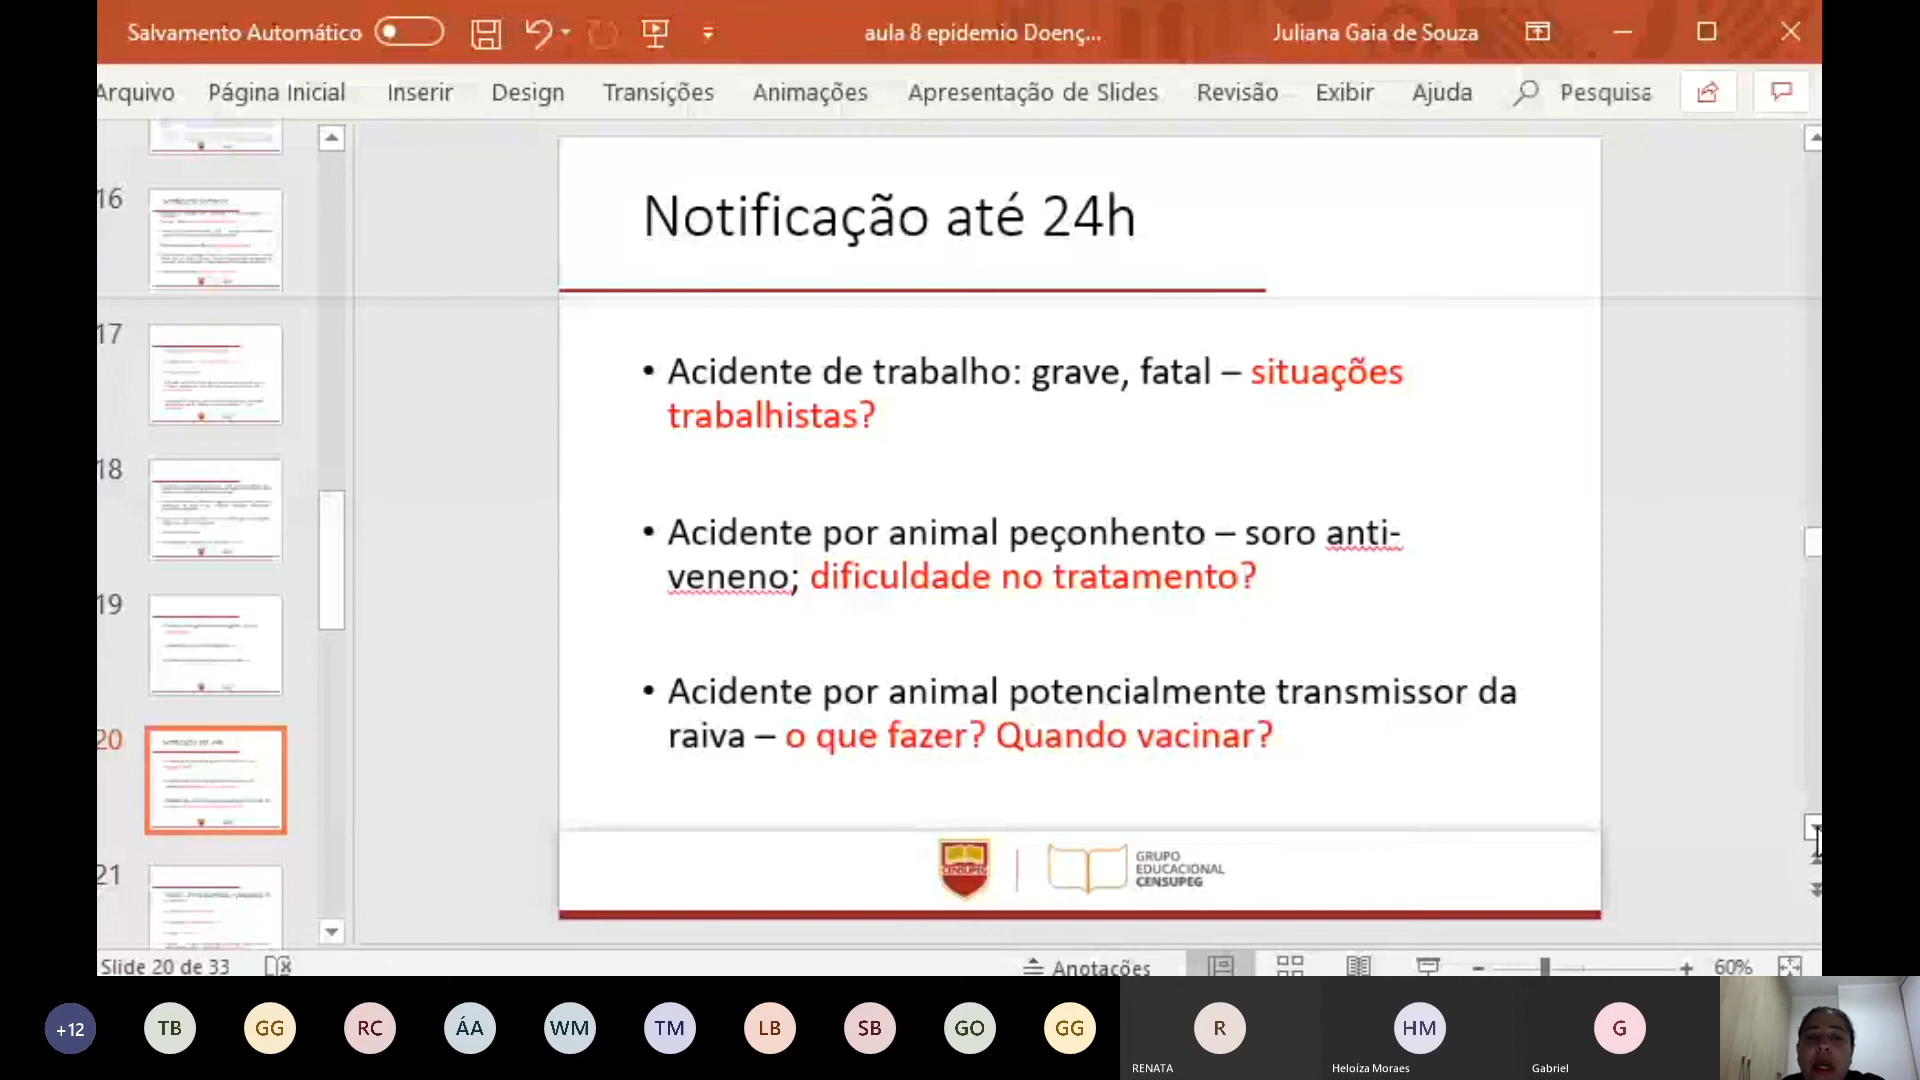 Salvamento Automático
aula 8 epidemio Doenç...
Juliana Gaia de Souza
Arquivo Página Inicial Inserir Design Transições Animações Apresentação de Slides Revisão Exibir Ajuda Pesquisa
16
17
18
19
20
21
Notificação até 24h
• Acidente de trabalho: grave, fatal – situações
trabalhistas?
• Acidente por animal peçonhento – soro anti-
veneno; dificuldade no tratamento?
• Acidente por animal potencialmente transmissor da
raiva – o que fazer? Quando vacinar?
CENSUPEG
GRUPO
EDUCACIONAL
CENSUPEG
Slide 20 de 33
Anotações
60%
+12 TB GG RC ÁA WM TM LB SB GO GG R HM G
RENATA Heloíza Moraes Gabriel